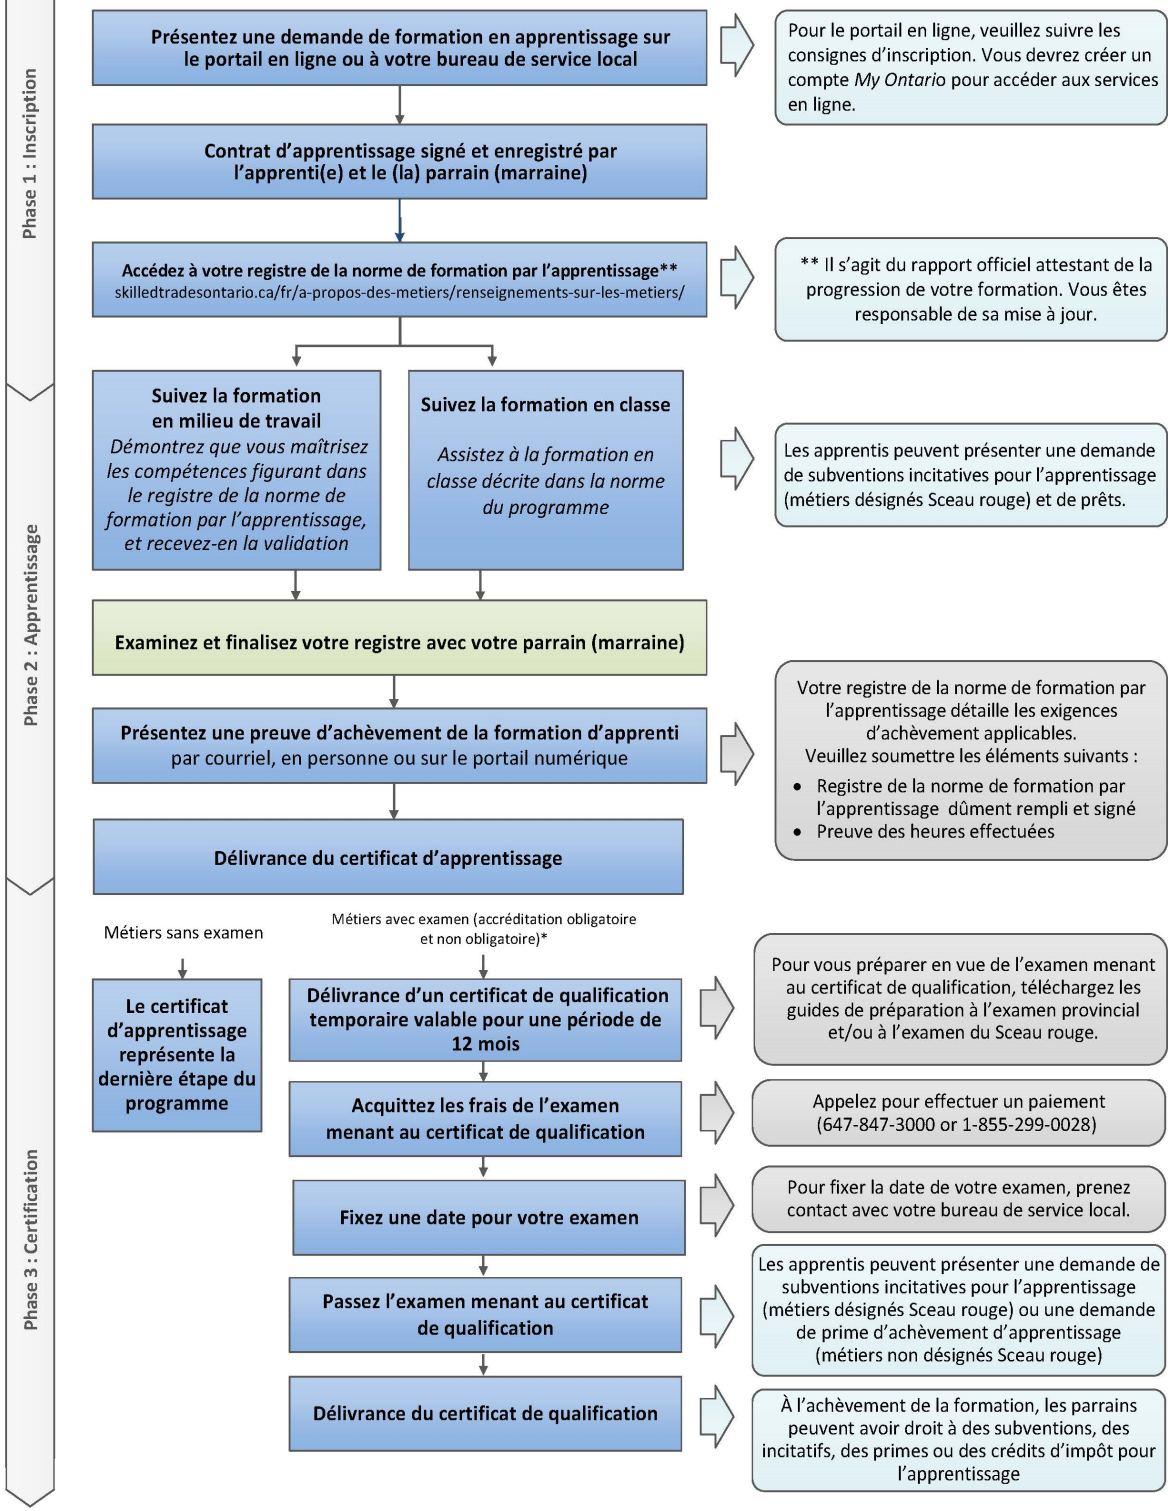 Phase 1 : Inscription
Présentez une demande de formation en apprentissage sur
le portail en ligne ou à votre bureau de service local
Pour le portail en ligne, veuillez suivre les
consignes d’inscription. Vous devrez créer un
compte My Ontario pour accéder aux services
en ligne.
Contrat d’apprentissage signé et enregistré par
l’apprenti(e) et le (la) parrain (marraine)
Accédez à votre registre de la norme de formation par l’apprentissage**
skilledtradesontario.ca/fr/a-propos-des-metiers/renseignements-sur-les-metiers/
** Il s’agit du rapport officiel attestant de la
progression de votre formation. Vous êtes
responsable de sa mise à jour.
Phase 2 : Apprentissage
Suivez la formation
en milieu de travail
Démontrez que vous maîtrisez
les compétences figurant dans
le registre de la norme de
formation par l’apprentissage,
et recevez-en la validation
Suivez la formation en classe
Assistez à la formation en
classe décrite dans la norme
du programme
Les apprentis peuvent présenter une demande
de subventions incitatives pour l’apprentissage
(métiers désignés Sceau rouge) et de prêts.
Examinez et finalisez votre registre avec votre parrain (marraine)
Présentez une preuve d’achèvement de la formation d’apprenti
par courriel, en personne ou sur le portail numérique
Votre registre de la norme de formation par
l’apprentissage détaille les exigences
d’achèvement applicables.
Veuillez soumettre les éléments suivants :
• Registre de la norme de formation par
l’apprentissage dûment rempli et signé
• Preuve des heures effectuées
Délivrance du certificat d’apprentissage
Phase 3 : Certification
Métiers sans examen
Le certificat
d’apprentissage
représente la
dernière étape du
programme
Métiers avec examen (accréditation obligatoire
et non obligatoire)*
Délivrance d’un certificat de qualification
temporaire valable pour une période de
12 mois
Pour vous préparer en vue de l’examen menant
au certificat de qualification, téléchargez les
guides de préparation à l’examen provincial
et/ou à l’examen du Sceau rouge.
Acquittez les frais de l’examen
menant au certificat de qualification
Appelez pour effectuer un paiement
(647-847-3000 or 1-855-299-0028)
Fixez une date pour votre examen
Pour fixer la date de votre examen, prenez
contact avec votre bureau de service local.
Passez l’examen menant au certificat
de qualification
Les apprentis peuvent présenter une demande de
subventions incitatives pour l’apprentissage
(métiers désignés Sceau rouge) ou une demande
de prime d’achèvement d’apprentissage
(métiers non désignés Sceau rouge)
Délivrance du certificat de qualification
À l’achèvement de la formation, les parrains
peuvent avoir droit à des subventions, des
incitatifs, des primes ou des crédits d’impôt pour
l’apprentissage